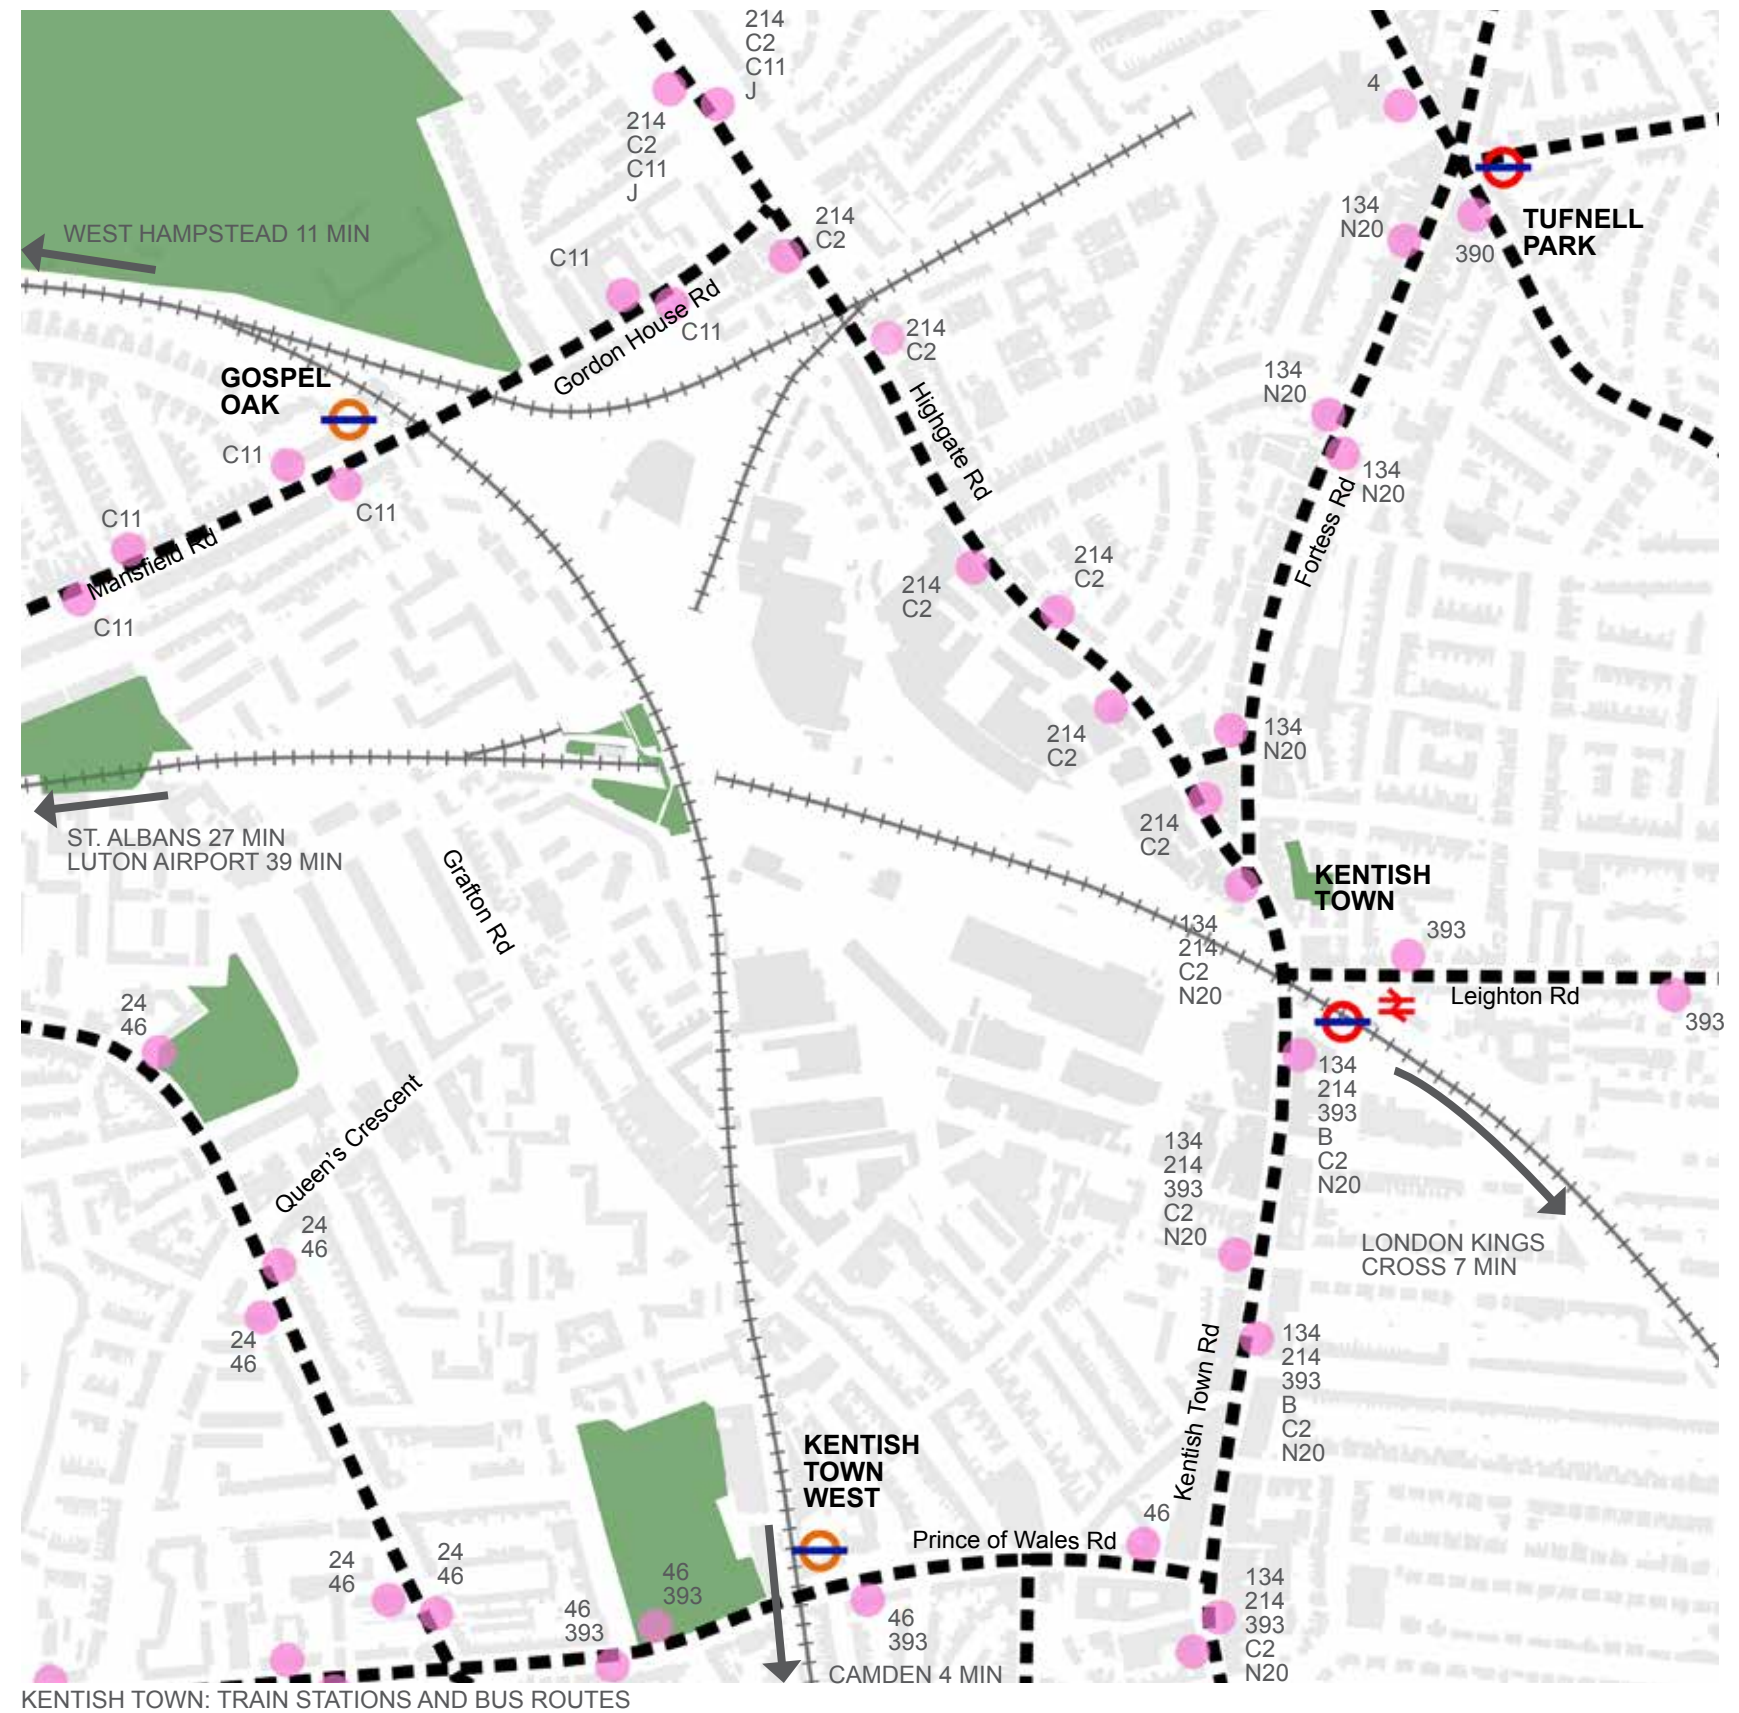 214
C2
C11
J
214
C2
C11
J
4
WEST HAMPSTEAD 11 MIN
C11
214
C2
134
N20
390
TUFNELL
PARK
Gordon House Rd
C11
214
C2
GOSPEL
OAK
C11
C11
Highgate Rd
134
N20
134
N20
Fortess Rd
C11
Mansfield Rd
C11
214
C2
214
C2
214
C2
134
N20
214
C2
ST. ALBANS 27 MIN
LUTON AIRPORT 39 MIN
Grafton Rd
KENTISH
TOWN
134
214
C2
N20
393
Leighton Rd
393
24
46
Queen's Crescent
134
214
393
B
C2
N20
134
214
393
C2
N20
LONDON KINGS
CROSS 7 MIN
24
46
24
46
Kentish Town Rd
134
214
393
B
C2
N20
KENTISH
TOWN
WEST
Prince of Wales Rd
46
24
46
24
46
46
393
46
393
46
393
134
214
393
C2
N20
CAMDEN 4 MIN
KENTISH TOWN: TRAIN STATIONS AND BUS ROUTES